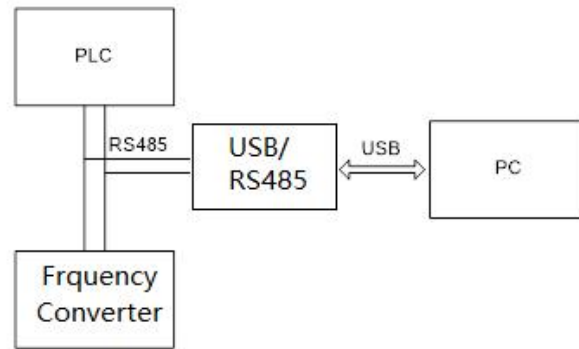 PLC
RS485
USB/
RS485
USB
PC
Frquency
Converter